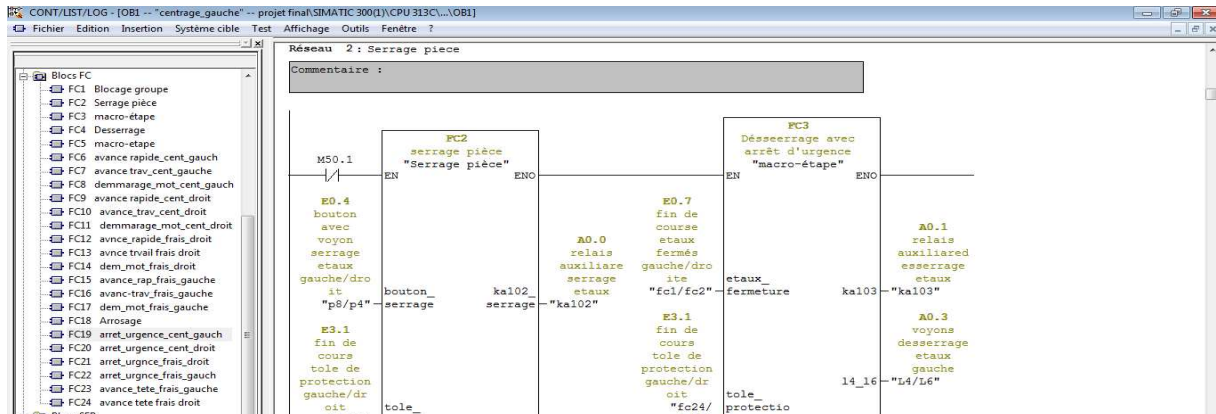 CONT/LIST/LOG - [OB1 -- "centrage_gauche" -- projet final\SIMATIC 300(1)\CPU 313C\...\OB1]
Fichier Edition Insertion Système cible Test Affichage Outils Fenêtre ?
Blocs FC
FC1 Blocage groupe
FC2 Serrage pièce
FC3 macro-étape
FC4 Desserrage
FC5 macro-etape
FC6 avance rapide_cent_gauch
FC7 avance trav_cent_gauch
FC8 demmarage_mot_cent_gauch
FC9 avance rapide_cent_droit
FC10 avance_trav_cent_droit
FC11 demmarage_mot_cent_droit
FC12 avnce_rapide_frais_droit
FC13 avnce trvail frais droit
FC14 dem_mot_frais_droit
FC15 avance_rap_frais_gauche
FC16 avanc-trav_frais_gauche
FC17 dem_mot_frais_gauche
FC18 Arrosage
FC19 arret_urgence_cent_gauch
FC20 arret_urgence_cent_droit
FC21 arret_urgnce_frais_droit
FC22 arret_urgnce_frais_gauch
FC23 avance_tete_frais_gauche
FC24 avance tete frais droit
Réseau 2 : Serrage piece
Commentaire :
M50.1
FC2
serrage pièce
"Serrage pièce"
EN ENO
E0.4
bouton
avec
voyon
serrage
etaux
gauche/dro
it
"p8/p4"
bouton_
serrage
E3.1
fin de
cours
tole de
protection
gauche/dr
oit
tole_
A0.0
relais
auxiliare
serrage
etaux
"ka102"
ka102_
serrage
FC3
Désseerrage avec
arrêt d'urgence
"macro-étape"
EN ENO
E0.7
fin de
course
etaux
fermés
gauche/dro
ite
"fc1/fc2"
etaux_
fermeture
E3.1
fin de
cours
tole de
protection
gauche/dr
oit
"fc24/
tole_
protectio
A0.1
relais
auxiliared
esserrage
etaux
ka103 "ka103"
A0.3
voyons
desserrage
etaux
gauche
l4_16 "L4/L6"